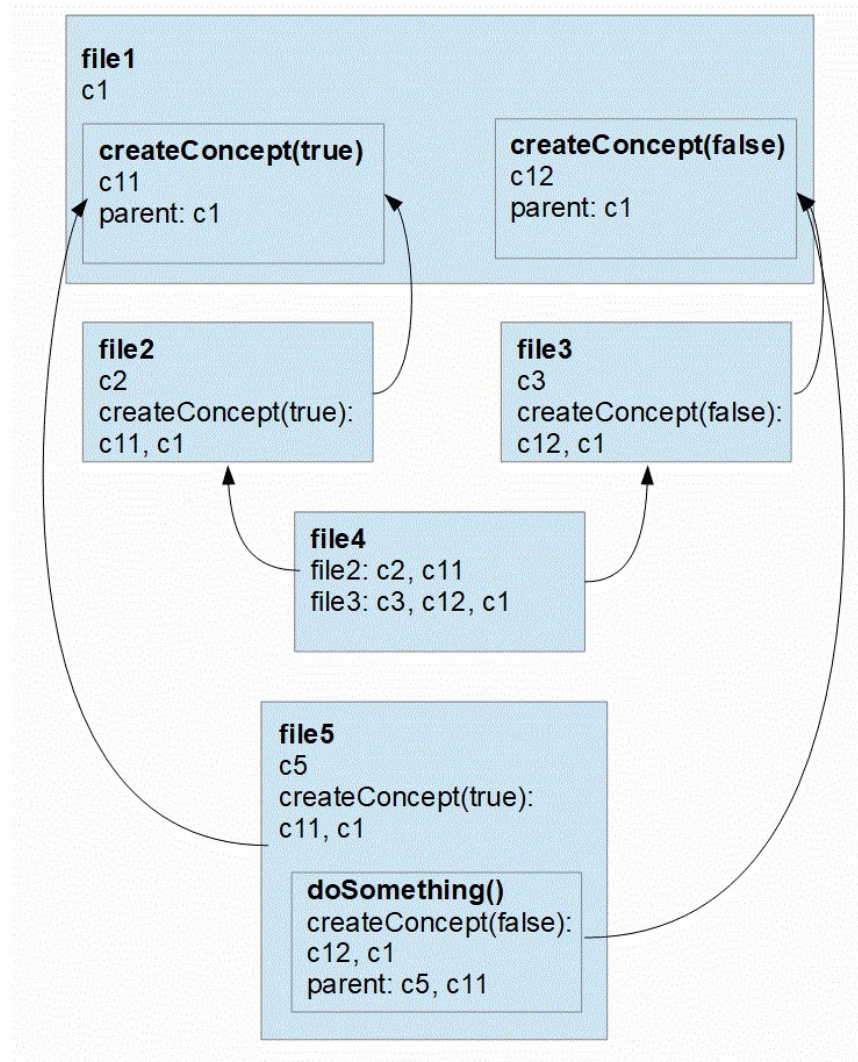 file1
c1
createConcept(true)
c11
parent: c1
createConcept(false)
c12
parent: c1
file2
c2
createConcept(true):
c11, c1
file3
c3
createConcept(false):
c12, c1
file4
file2: c2, c11
file3: c3, c12, c1
file5
c5
createConcept(true):
c11, c1
doSomething()
createConcept(false):
c12, c1
parent: c5, c11